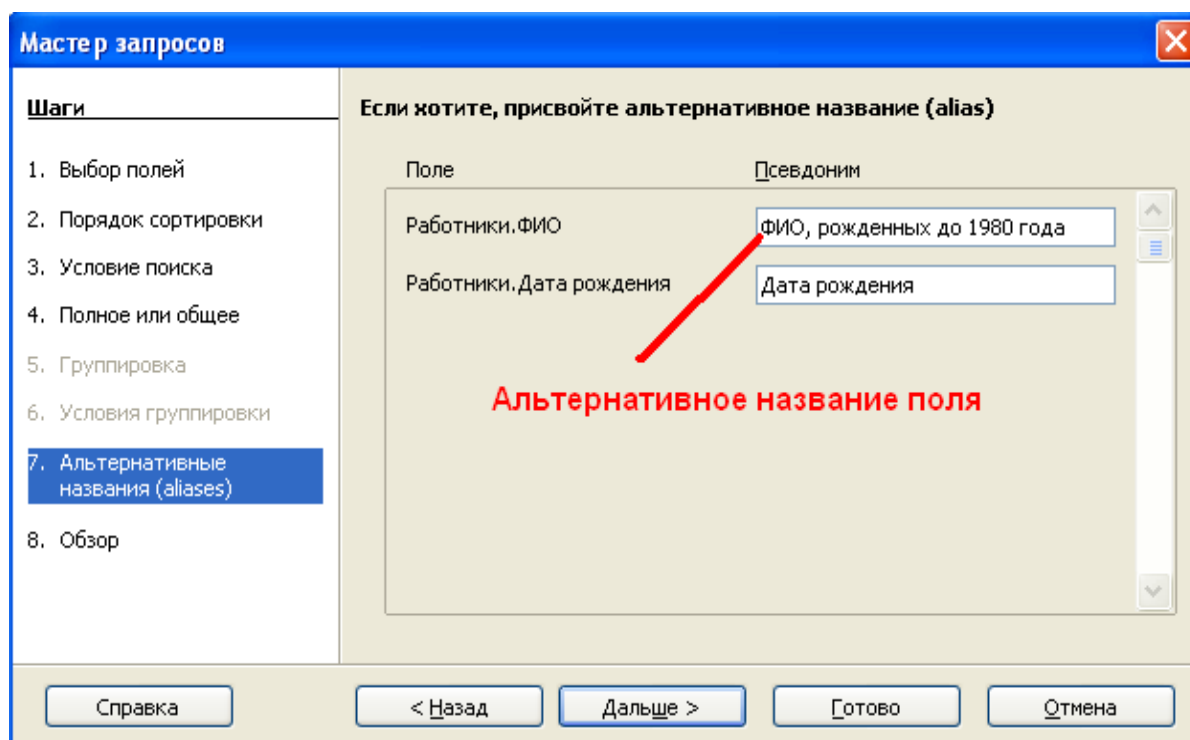 Мастер запросов
Шаги
1. Выбор полей
2. Порядок сортировки
3. Условие поиска
4. Полное или общее
5. Группировка
6. Условия группировки
7. Альтернативные
названия (aliases)
8. Обзор
Если хотите, присвойте альтернативное название (alias)
Поле Псевдоним
Работники.ФИО ФИО, рожденных до 1980 года
Работники.Дата рождения Дата рождения
Альтернативное название поля
Справка < Назад Дальше > Готово Отмена